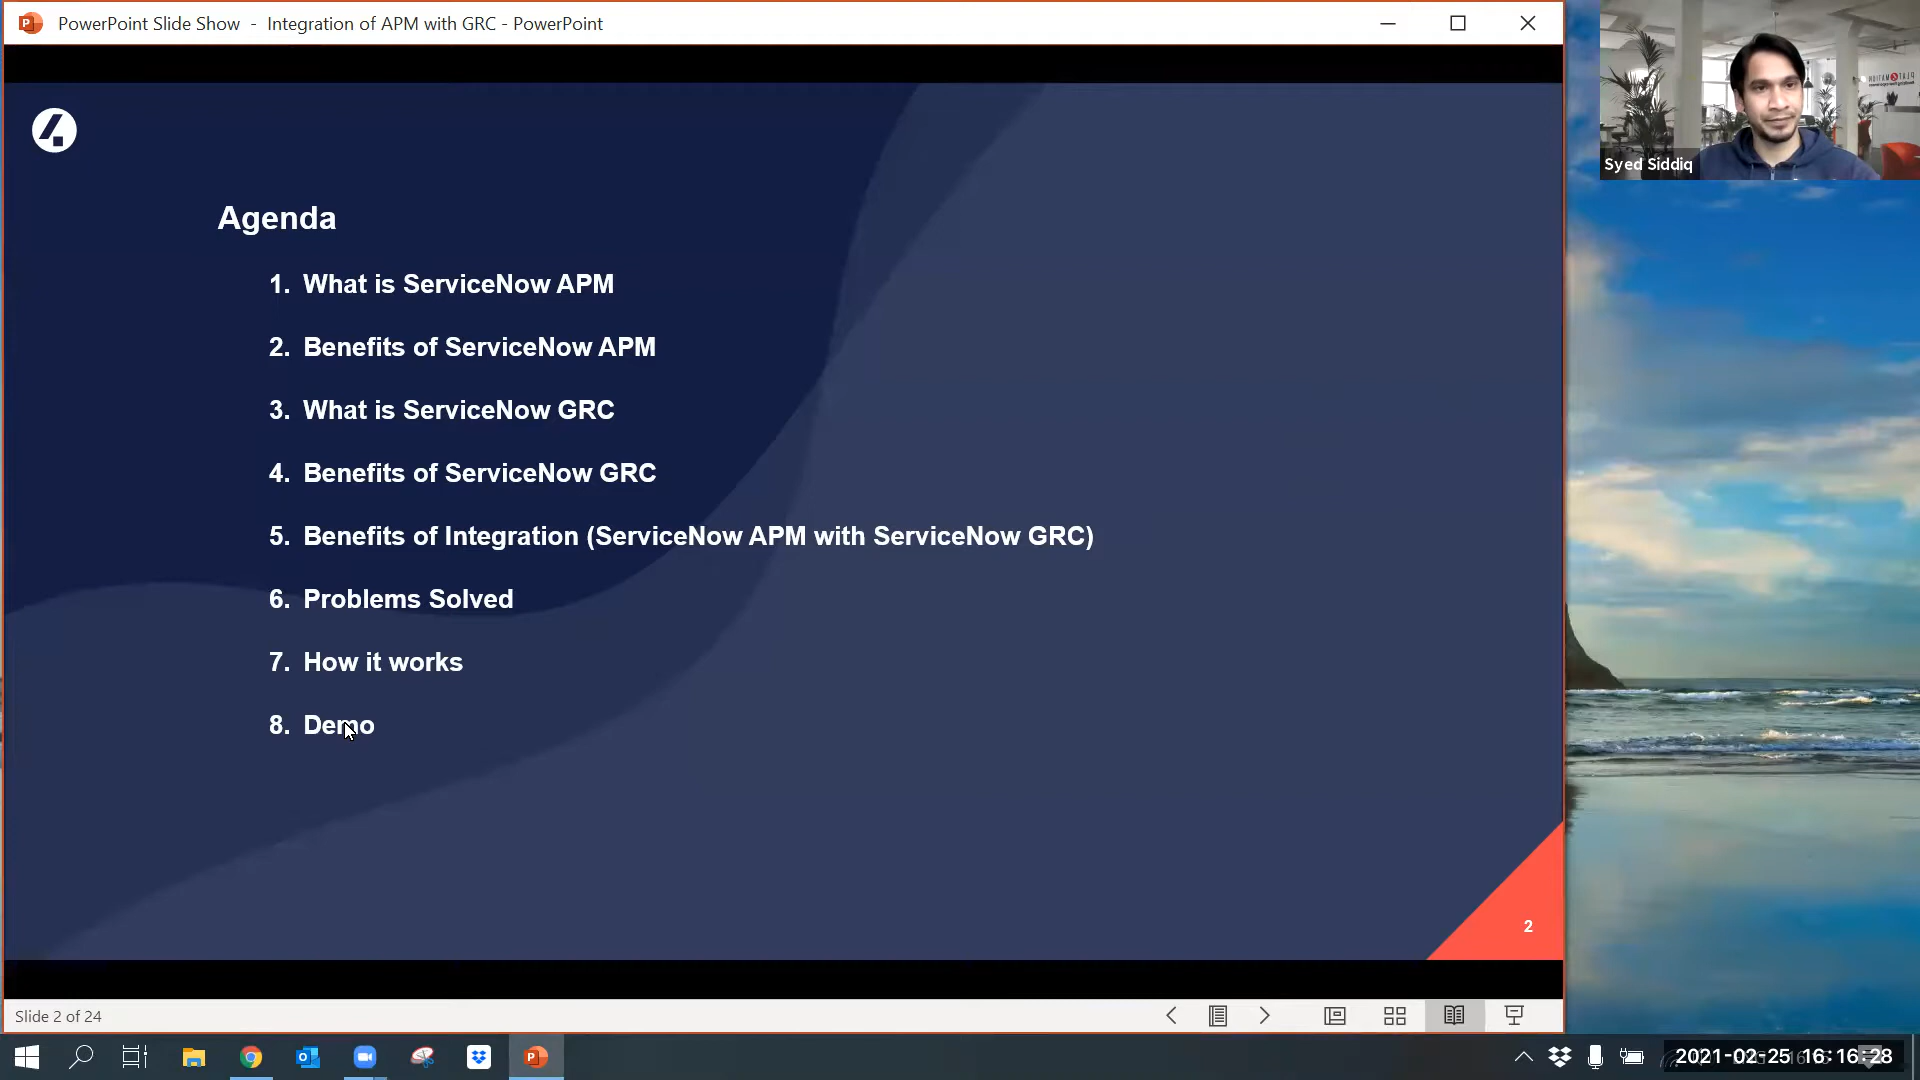 PowerPoint Slide Show - Integration of APM with GRC - PowerPoint
Syed Siddiq
Agenda
1. What is ServiceNow APM
2. Benefits of ServiceNow APM
3. What is ServiceNow GRC
4. Benefits of ServiceNow GRC
5. Benefits of Integration (ServiceNow APM with ServiceNow GRC)
6. Problems Solved
7. How it works
8. Demo
2
Slide 2 of 24
2021-02-25 16:16:28